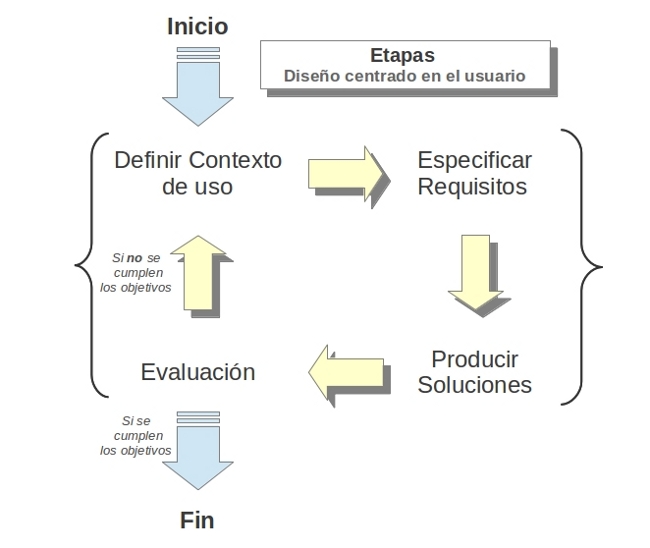 Inicio
Etapas
Diseño centrado en el usuario
Definir Contexto
de uso
Especificar
Requisitos
Si no se
cumplen
los objetivos
Evaluación
Producir
Soluciones
Si se
cumplen
los objetivos
Fin